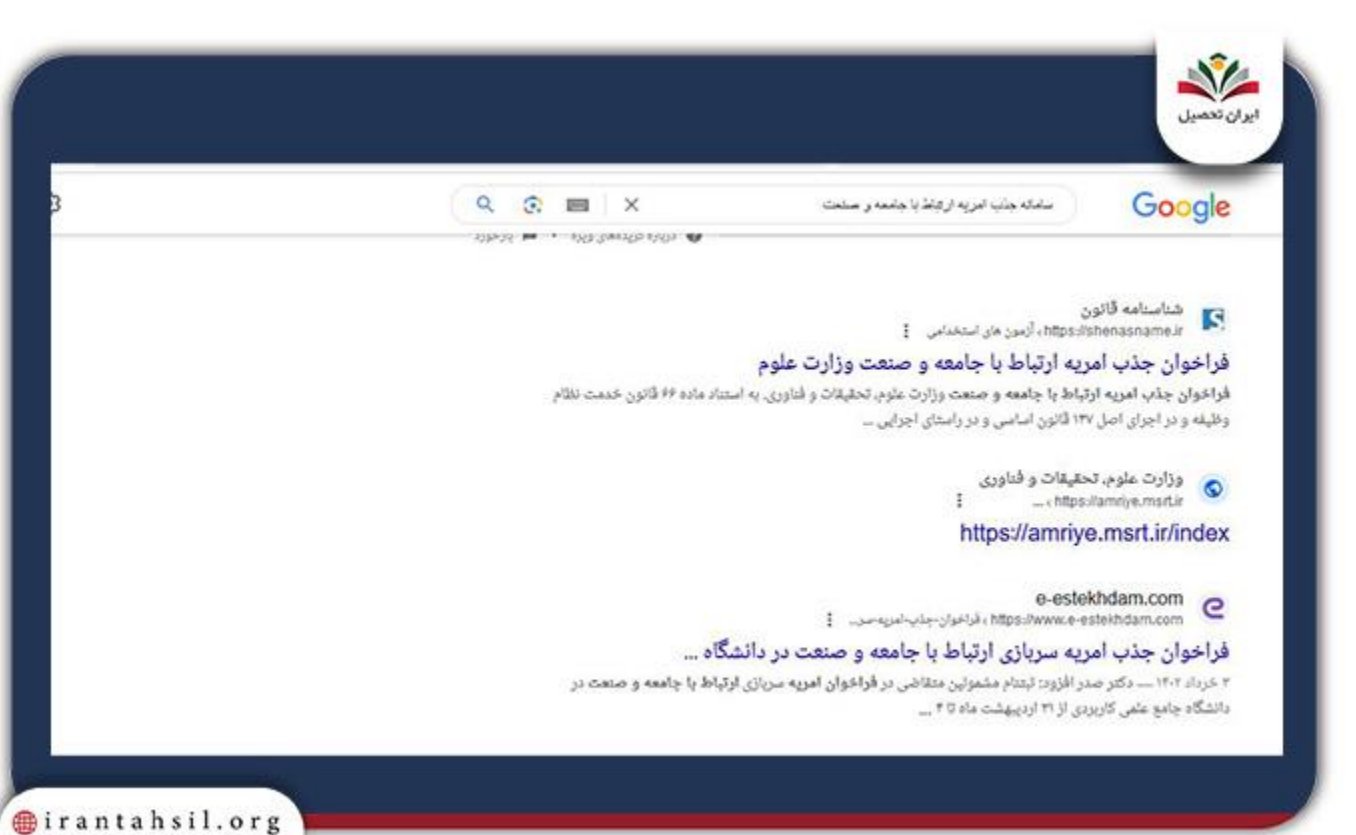 ایران تحصیل
Google
سامانه جذب امریه ارتباط با جامعه و صنعت
درباره گزیده‌های ویژه • بازخورد
شناسنامه قانون
https://shenasname.ir › آزمون های استخدامی
فراخوان جذب امریه ارتباط با جامعه و صنعت وزارت علوم
فراخوان جذب امریه ارتباط با جامعه و صنعت وزارت علوم، تحقیقات و فناوری. به استناد ماده ۶۶ قانون خدمت نظام
وظیفه و در اجرای اصل ۱۳۷ قانون اساسی و در راستای اجرایی ...
وزارت علوم، تحقیقات و فناوری
https://amriye.msrt.ir › ...
https://amriye.msrt.ir/index
e-estekhdam.com
https://www.e-estekhdam.com › فراخوان-جذب-امریه-سر...
فراخوان جذب امریه سربازی ارتباط با جامعه و صنعت در دانشگاه ...
۳ خرداد ۱۴۰۲ — دکتر صدر افزود: ثبتنام مشمولین متقاضی در فراخوان امریه سربازی ارتباط با جامعه و صنعت در
دانشگاه جامع علمی کاربردی از ۳۱ اردیبهشت ماه تا ۴ ...
irantahsil.org